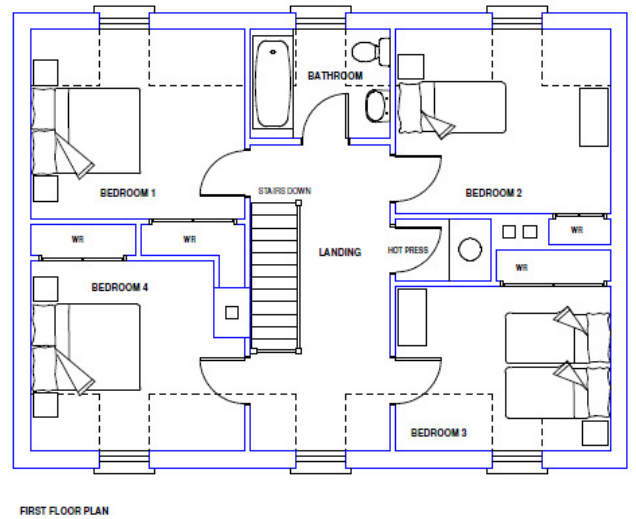 BATHROOM
BEDROOM 1
STAIRS DOWN
BEDROOM 2
WR
WR
LANDING
HOT PRESS
WR
WR
BEDROOM 4
BEDROOM 3
FIRST FLOOR PLAN